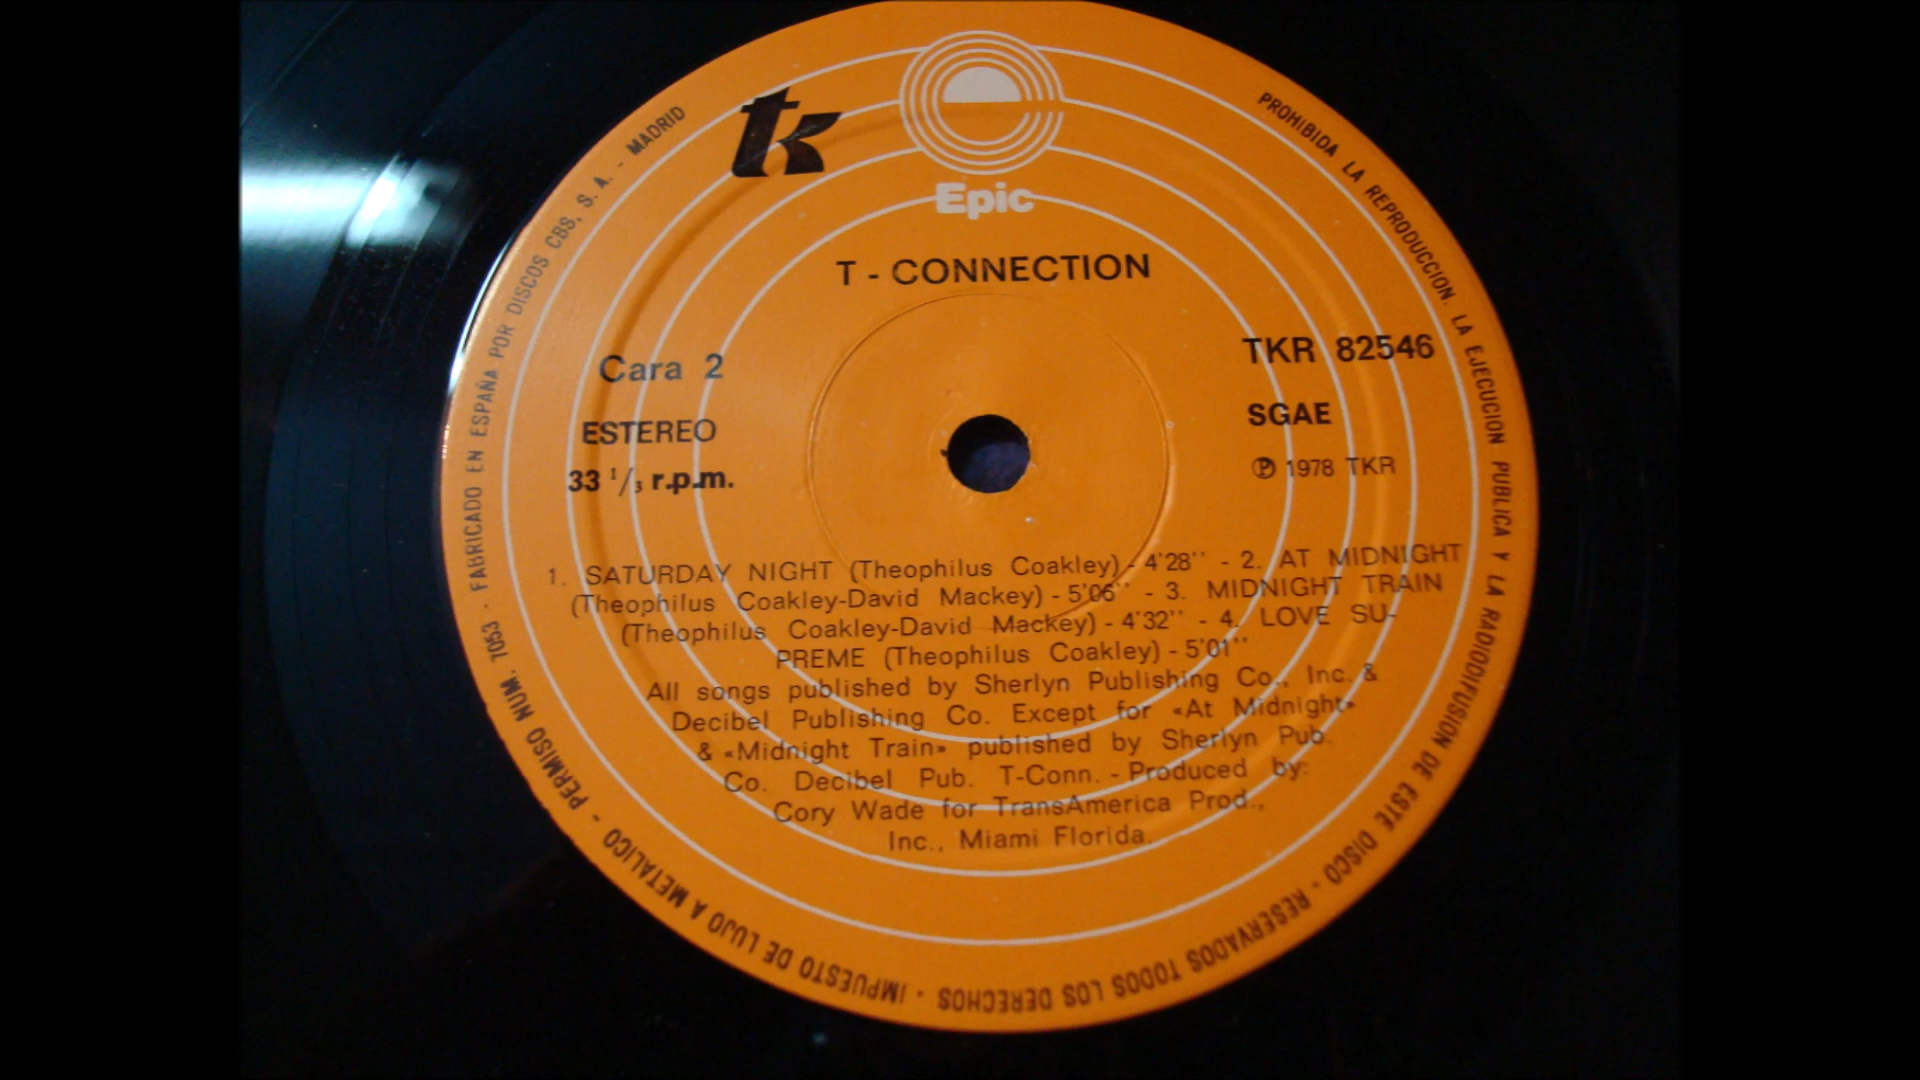 tk
Epic
T - CONNECTION
Cara 2
ESTEREO
33 1/3 r.p.m.
TKR 82546
SGAE
Ⓟ 1978 TKR
1. SATURDAY NIGHT (Theophilus Coakley) - 4'28'' - 2. AT MIDNIGHT
(Theophilus Coakley-David Mackey) - 5'06'' - 3. MIDNIGHT TRAIN
(Theophilus Coakley-David Mackey) - 4'32'' - 4. LOVE SU-
PREME (Theophilus Coakley) - 5'01''
All songs published by Sherlyn Publishing Co., Inc. &
Decibel Publishing Co. Except for «At Midnight»
& «Midnight Train» published by Sherlyn Pub.
Co. Decibel Pub. T-Conn. - Produced by:
Cory Wade for TransAmerica Prod.,
Inc., Miami Florida.
PROHIBIDA LA REPRODUCCION. LA EJECUCION PUBLICA Y LA RADIODIFUSION DE ESTE DISCO - RESERVADOS TODOS LOS DERECHOS - IMPUESTO DE LUJO A METALICO - PERMISO NUM. 7053 - FABRICADO EN ESPAÑA POR DISCOS CBS. S. A. - MADRID